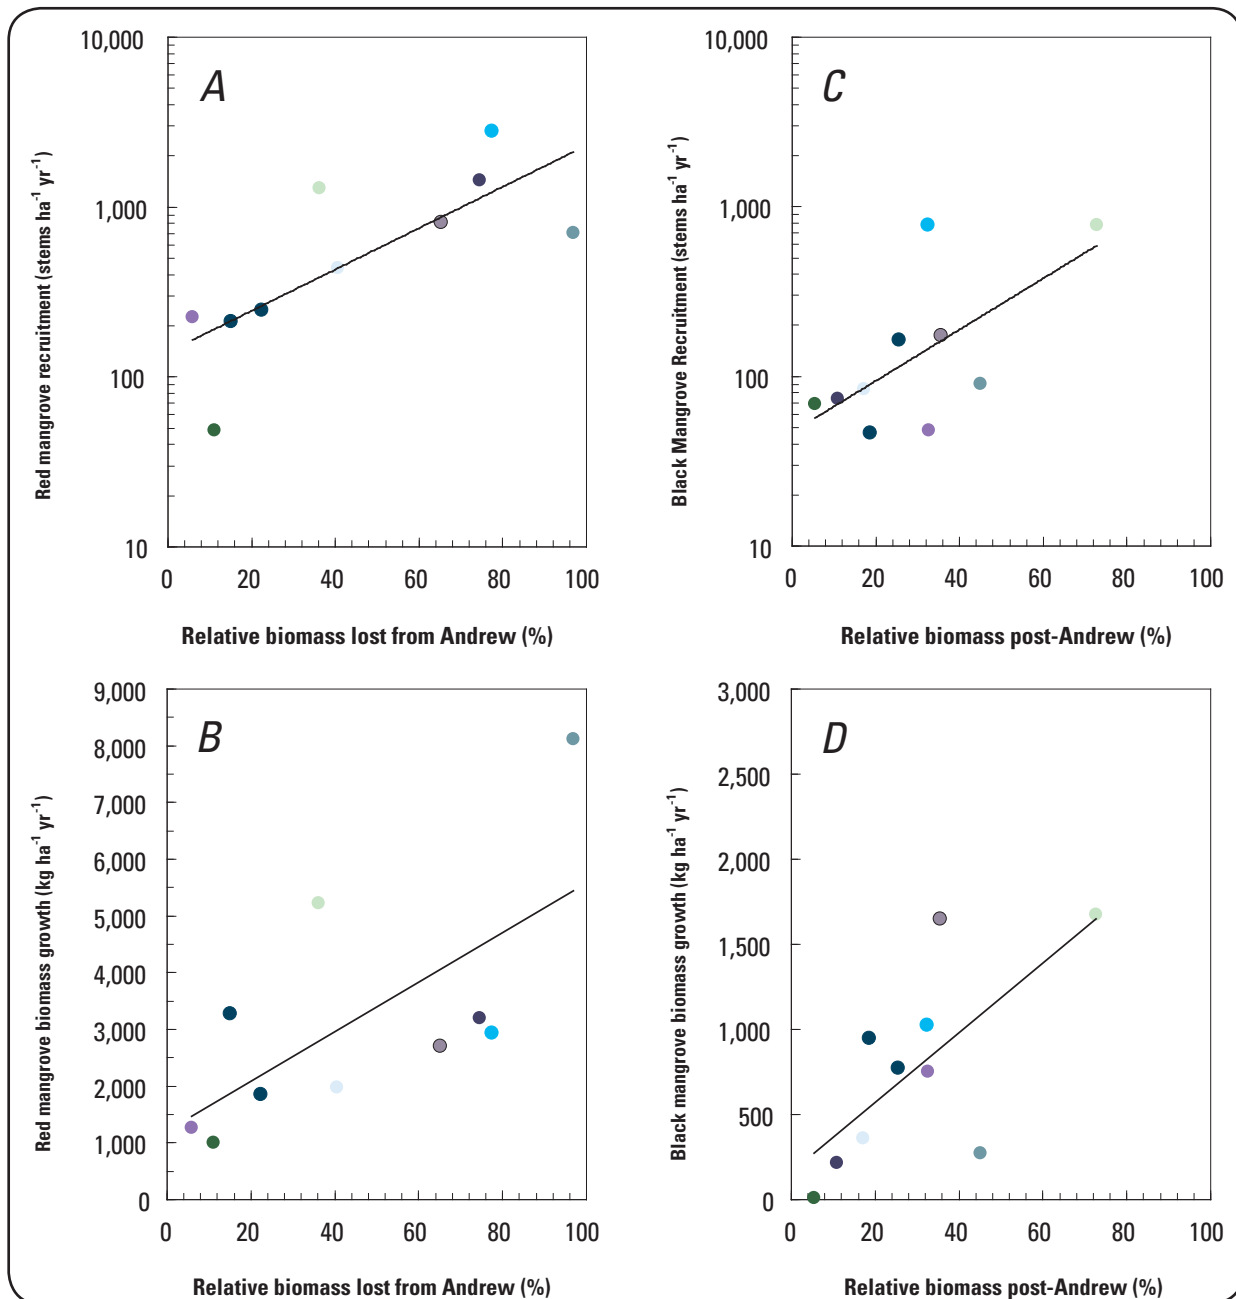 A
10,000
1,000
100
10
Red mangrove recruitment (stems ha-1 yr-1)
0 20 40 60 80 100
Relative biomass lost from Andrew (%)
C
10,000
1,000
100
10
Black Mangrove Recruitment (stems ha-1 yr-1)
0 20 40 60 80 100
Relative biomass post-Andrew (%)
B
9,000
8,000
7,000
6,000
5,000
4,000
3,000
2,000
1,000
0
Red mangrove biomass growth (kg ha-1 yr-1)
0 20 40 60 80 100
Relative biomass lost from Andrew (%)
D
3,000
2,500
2,000
1,500
1,000
500
0
Black mangrove biomass growth (kg ha-1 yr-1)
0 20 40 60 80 100
Relative biomass post-Andrew (%)